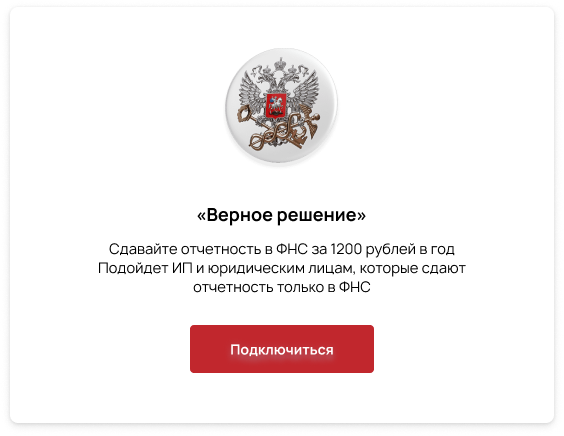 «Верное решение»
Сдавайте отчетность в ФНС за 1200 рублей в год
Подойдет ИП и юридическим лицам, которые сдают
отчетность только в ФНС
Подключиться